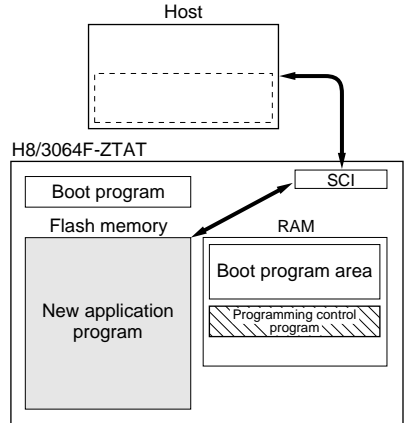 Host
H8/3064F-ZTAT
SCI
Boot program
Flash memory
RAM
Boot program area
New application
program
Programming control
program